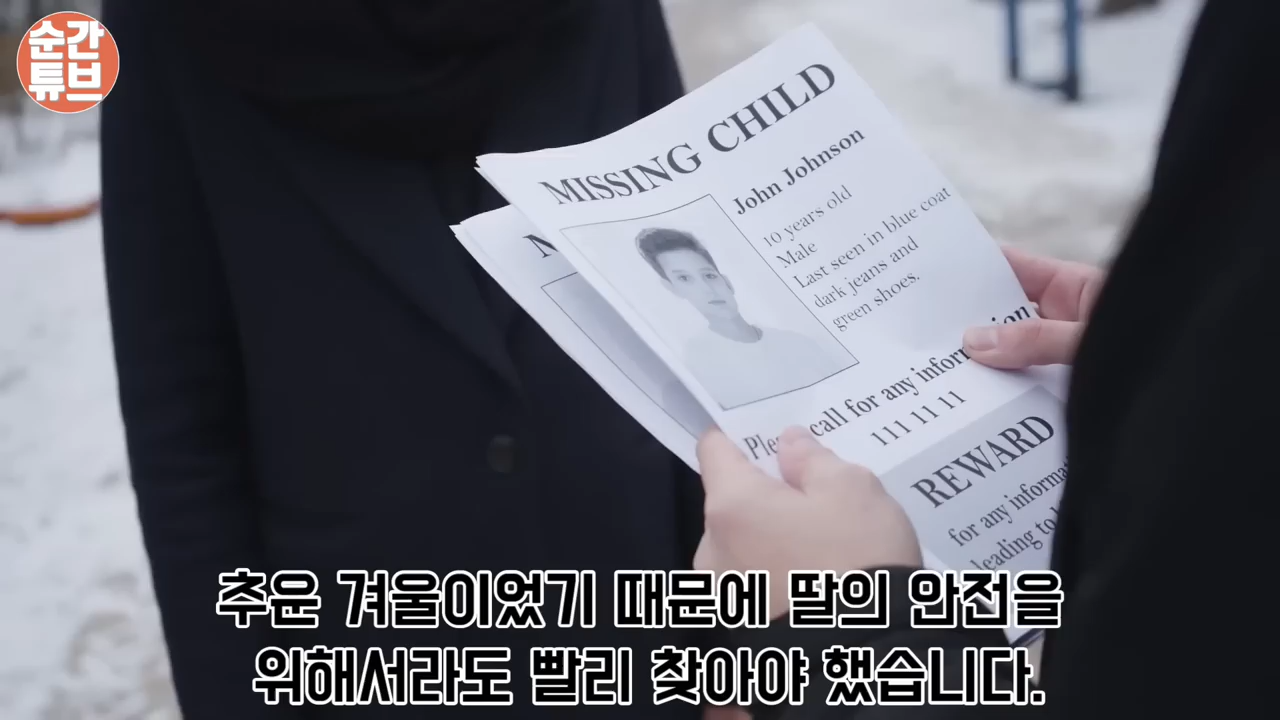 순간
튜브
MISSING CHILD
John Johnson
10 years old
Male
Last seen in blue coat
dark jeans and
green shoes.
call for any
111 11 11
REWARD
for any
leading to
추운 겨울이었기 때문에 딸의 안전을
위해서라도 빨리 찾아야 했습니다.